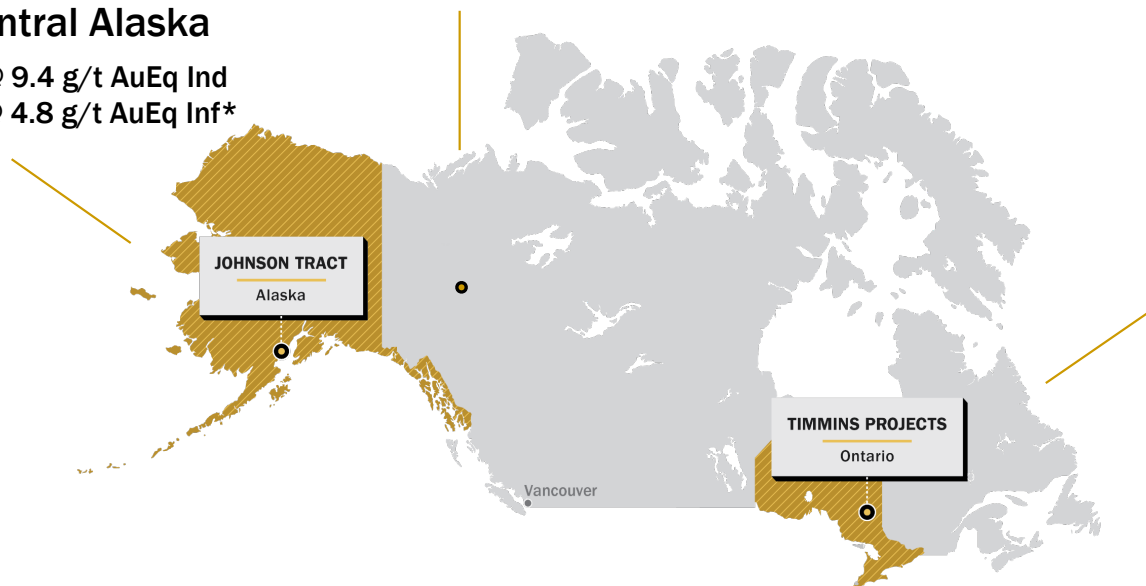 ntral Alaska
9.4 g/t AuEq Ind
4.8 g/t AuEq Inf*
JOHNSON TRACT
Alaska
TIMMINS PROJECTS
Ontario
Vancouver